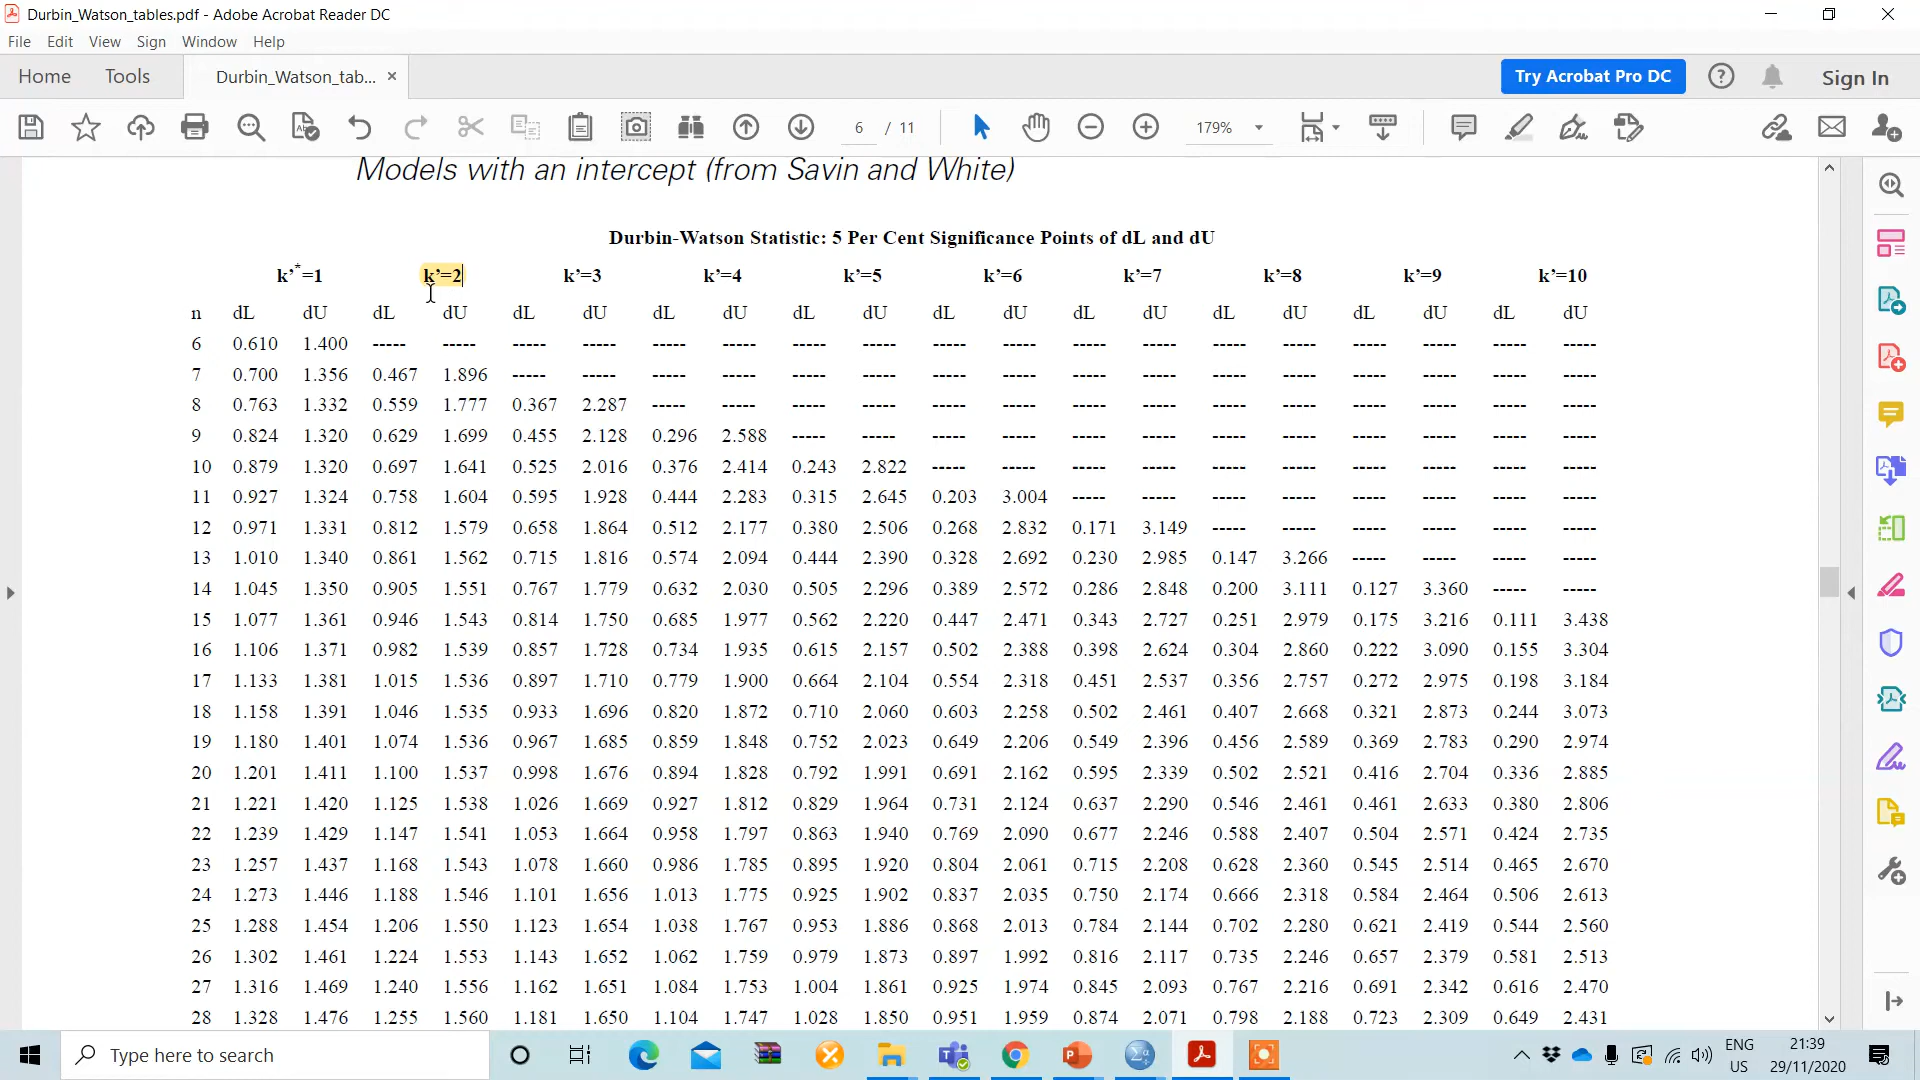 Durbin_Watson_tables.pdf - Adobe Acrobat Reader DC
File Edit View Sign Window Help
Home Tools Durbin_Watson_tab... × Try Acrobat Pro DC Sign In
6 / 11 179%
Models with an intercept (from Savin and White)
Durbin-Watson Statistic: 5 Per Cent Significance Points of dL and dU
k’*=1 k’=2 k’=3 k’=4 k’=5 k’=6 k’=7 k’=8 k’=9 k’=10
n dL dU dL dU dL dU dL dU dL dU dL dU dL dU dL dU dL dU dL dU
6 0.610 1.400 ----- ----- ----- ----- ----- ----- ----- ----- ----- ----- ----- ----- ----- ----- ----- ----- ----- -----
7 0.700 1.356 0.467 1.896 ----- ----- ----- ----- ----- ----- ----- ----- ----- ----- ----- ----- ----- ----- ----- -----
8 0.763 1.332 0.559 1.777 0.367 2.287 ----- ----- ----- ----- ----- ----- ----- ----- ----- ----- ----- ----- ----- -----
9 0.824 1.320 0.629 1.699 0.455 2.128 0.296 2.588 ----- ----- ----- ----- ----- ----- ----- ----- ----- ----- ----- -----
10 0.879 1.320 0.697 1.641 0.525 2.016 0.376 2.414 0.243 2.822 ----- ----- ----- ----- ----- ----- ----- ----- ----- -----
11 0.927 1.324 0.758 1.604 0.595 1.928 0.444 2.283 0.315 2.645 0.203 3.004 ----- ----- ----- ----- ----- ----- ----- -----
12 0.971 1.331 0.812 1.579 0.658 1.864 0.512 2.177 0.380 2.506 0.268 2.832 0.171 3.149 ----- ----- ----- ----- ----- -----
13 1.010 1.340 0.861 1.562 0.715 1.816 0.574 2.094 0.444 2.390 0.328 2.692 0.230 2.985 0.147 3.266 ----- ----- ----- -----
14 1.045 1.350 0.905 1.551 0.767 1.779 0.632 2.030 0.505 2.296 0.389 2.572 0.286 2.848 0.200 3.111 0.127 3.360 ----- -----
15 1.077 1.361 0.946 1.543 0.814 1.750 0.685 1.977 0.562 2.220 0.447 2.471 0.343 2.727 0.251 2.979 0.175 3.216 0.111 3.438
16 1.106 1.371 0.982 1.539 0.857 1.728 0.734 1.935 0.615 2.157 0.502 2.388 0.398 2.624 0.304 2.860 0.222 3.090 0.155 3.304
17 1.133 1.381 1.015 1.536 0.897 1.710 0.779 1.900 0.664 2.104 0.554 2.318 0.451 2.537 0.356 2.757 0.272 2.975 0.198 3.184
18 1.158 1.391 1.046 1.535 0.933 1.696 0.820 1.872 0.710 2.060 0.603 2.258 0.502 2.461 0.407 2.668 0.321 2.873 0.244 3.073
19 1.180 1.401 1.074 1.536 0.967 1.685 0.859 1.848 0.752 2.023 0.649 2.206 0.549 2.396 0.456 2.589 0.369 2.783 0.290 2.974
20 1.201 1.411 1.100 1.537 0.998 1.676 0.894 1.828 0.792 1.991 0.691 2.162 0.595 2.339 0.502 2.521 0.416 2.704 0.336 2.885
21 1.221 1.420 1.125 1.538 1.026 1.669 0.927 1.812 0.829 1.964 0.731 2.124 0.637 2.290 0.546 2.461 0.461 2.633 0.380 2.806
22 1.239 1.429 1.147 1.541 1.053 1.664 0.958 1.797 0.863 1.940 0.769 2.090 0.677 2.246 0.588 2.407 0.504 2.571 0.424 2.735
23 1.257 1.437 1.168 1.543 1.078 1.660 0.986 1.785 0.895 1.920 0.804 2.061 0.715 2.208 0.628 2.360 0.545 2.514 0.465 2.670
24 1.273 1.446 1.188 1.546 1.101 1.656 1.013 1.775 0.925 1.902 0.837 2.035 0.750 2.174 0.666 2.318 0.584 2.464 0.506 2.613
25 1.288 1.454 1.206 1.550 1.123 1.654 1.038 1.767 0.953 1.886 0.868 2.013 0.784 2.144 0.702 2.280 0.621 2.419 0.544 2.560
26 1.302 1.461 1.224 1.553 1.143 1.652 1.062 1.759 0.979 1.873 0.897 1.992 0.816 2.117 0.735 2.246 0.657 2.379 0.581 2.513
27 1.316 1.469 1.240 1.556 1.162 1.651 1.084 1.753 1.004 1.861 0.925 1.974 0.845 2.093 0.767 2.216 0.691 2.342 0.616 2.470
28 1.328 1.476 1.255 1.560 1.181 1.650 1.104 1.747 1.028 1.850 0.951 1.959 0.874 2.071 0.798 2.188 0.723 2.309 0.649 2.431
Type here to search
ENG 21:39
US 29/11/2020